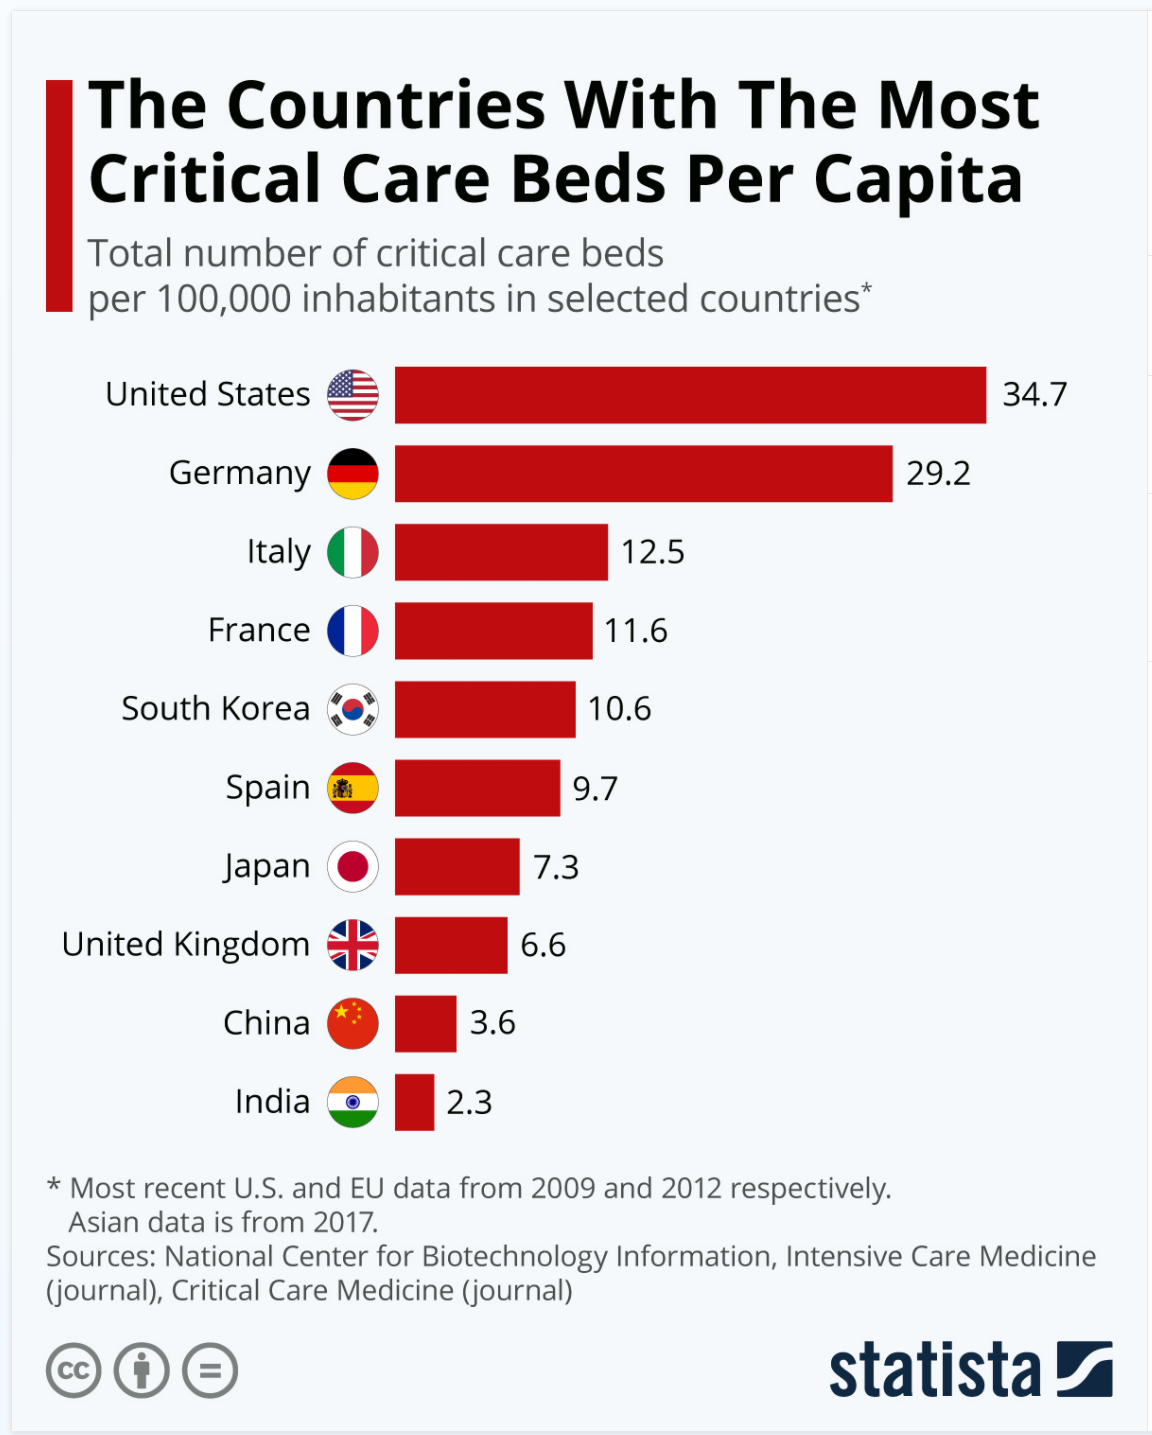 The Countries With The Most
Critical Care Beds Per Capita
Total number of critical care beds
per 100,000 inhabitants in selected countries*
United States 34.7
Germany 29.2
Italy 12.5
France 11.6
South Korea 10.6
Spain 9.7
Japan 7.3
United Kingdom 6.6
China 3.6
India 2.3
* Most recent U.S. and EU data from 2009 and 2012 respectively.
Asian data is from 2017.
Sources: National Center for Biotechnology Information, Intensive Care Medicine
(journal), Critical Care Medicine (journal)
cc = statista